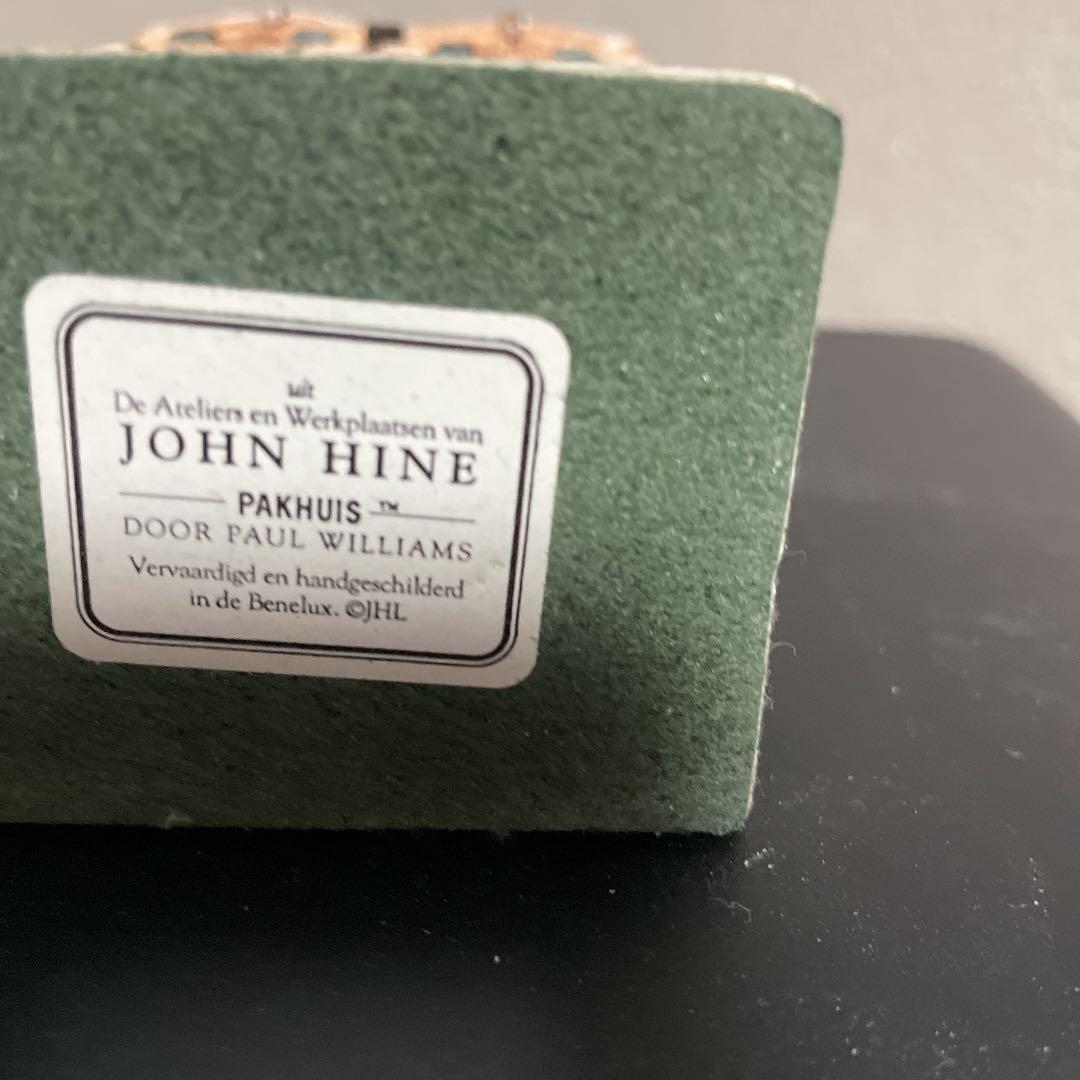 uit
De Ateliers en Werkplaatsen van
JOHN HINE
PAKHUIS ™
DOOR PAUL WILLIAMS
Vervaardigd en handgeschilderd
in de Benelux. ©JHL